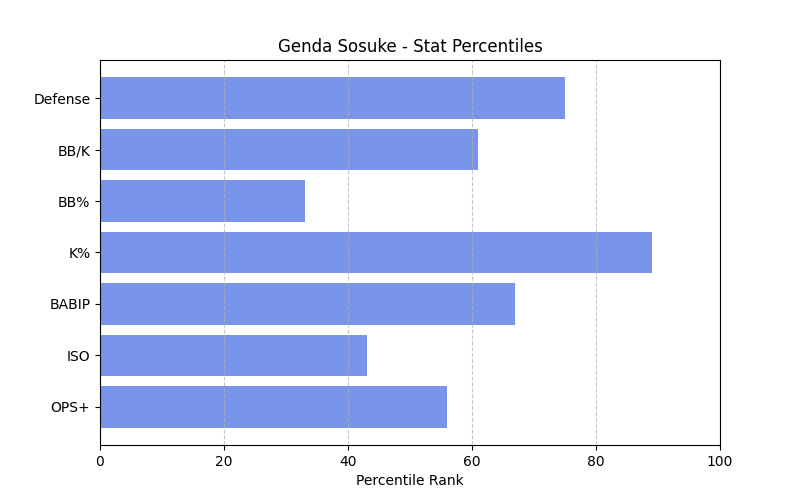 Genda Sosuke - Stat Percentiles
Defense
BB/K
BB%
K%
BABIP
ISO
OPS+
0 20 40 60 80 100
Percentile Rank